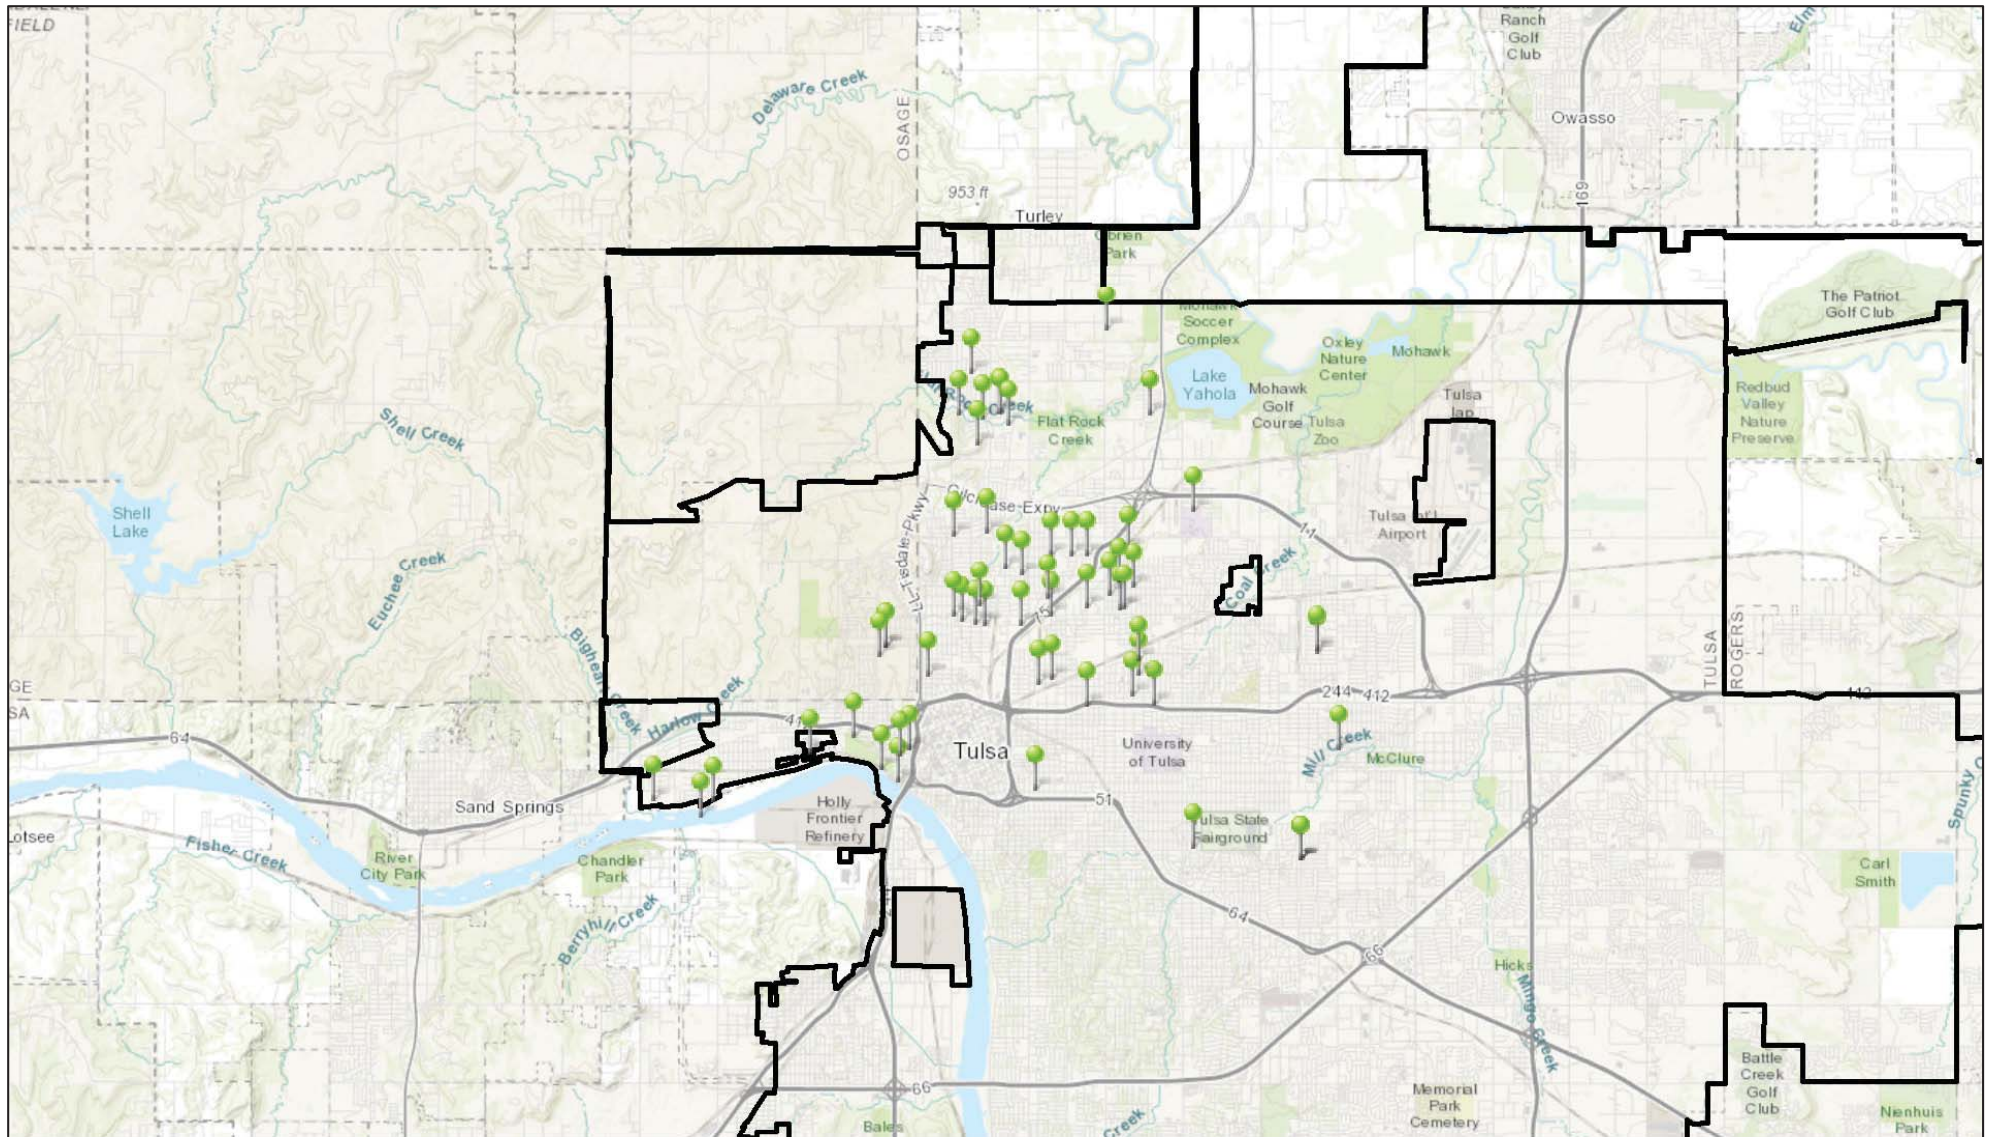 FIELD
Ranch
Golf
Club
Elm
Delaware Creek
OSAGE
Owasso
169
953 ft
Turley
Park
The Patriot
Golf Club
Soccer
Complex
Oxley
Nature
Center
Mohawk
Lake
Yahola
Mohawk
Golf
Course
Tulsa
Zoo
Tulsa
Iap
Redbud
Valley
Nature
Preserve
Shell Creek
Creek
Flat Rock
Creek
Shell
Lake
Tulsa
Airport
11
Euchee Creek
Coal Creek
75
Bigheart Creek
Harlow Creek
TULSA
ROGERS
GE
SA
64
244
412
412
Tulsa
University
of Tulsa
Mill Creek
McClure
Sand Springs
Holly
Frontier
Refinery
51
Spunky
Lotsee
Fisher Creek
River
City Park
Chandler
Park
Tulsa State
Fairground
Carl
Smith
Berryhill Creek
64
66
Hicks
Mingo Creek
66
Battle
Creek
Golf
Club
Memorial
Park
Cemetery
Nienhuis
Park
Bales
Creek